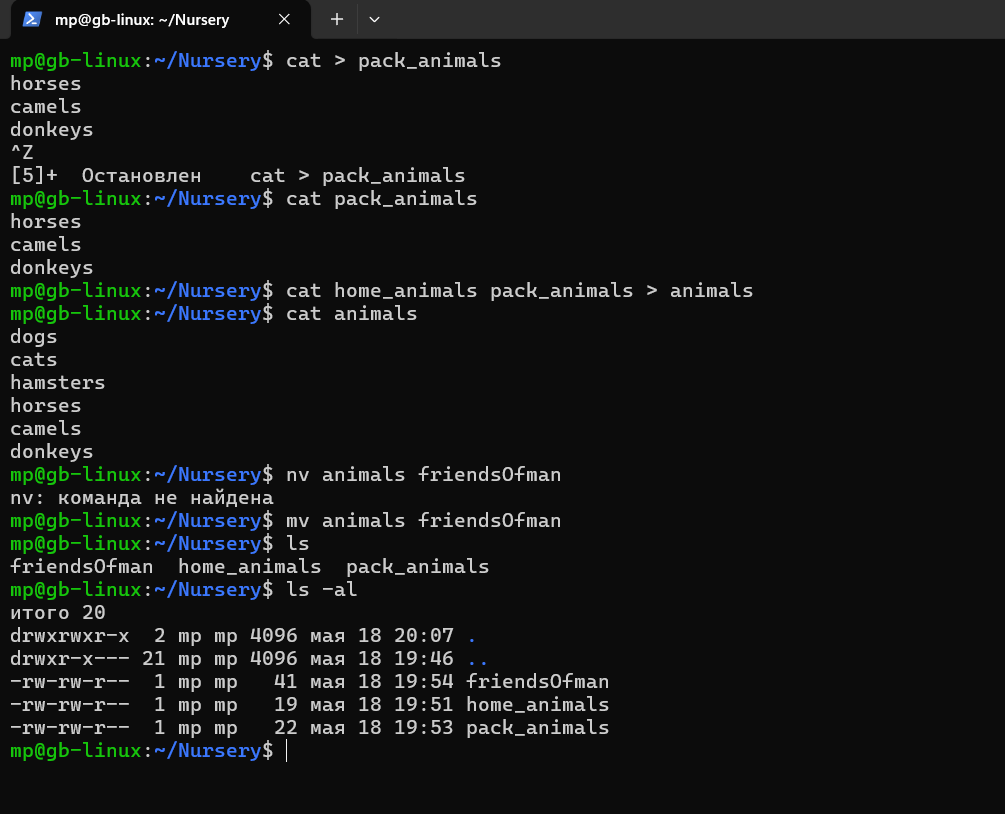 mp@gb-linux: ~/Nursery
mp@gb-linux:~/Nursery$ cat > pack_animals
horses
camels
donkeys
^Z
[5]+  Остановлен    cat > pack_animals
mp@gb-linux:~/Nursery$ cat pack_animals
horses
camels
donkeys
mp@gb-linux:~/Nursery$ cat home_animals pack_animals > animals
mp@gb-linux:~/Nursery$ cat animals
dogs
cats
hamsters
horses
camels
donkeys
mp@gb-linux:~/Nursery$ nv animals friendsOfman
nv: команда не найдена
mp@gb-linux:~/Nursery$ mv animals friendsOfman
mp@gb-linux:~/Nursery$ ls
friendsOfman  home_animals  pack_animals
mp@gb-linux:~/Nursery$ ls -al
итого 20
drwxrwxr-x  2 mp mp 4096 мая 18 20:07 .
drwxr-x--- 21 mp mp 4096 мая 18 19:46 ..
-rw-rw-r--  1 mp mp   41 мая 18 19:54 friendsOfman
-rw-rw-r--  1 mp mp   19 мая 18 19:51 home_animals
-rw-rw-r--  1 mp mp   22 мая 18 19:53 pack_animals
mp@gb-linux:~/Nursery$